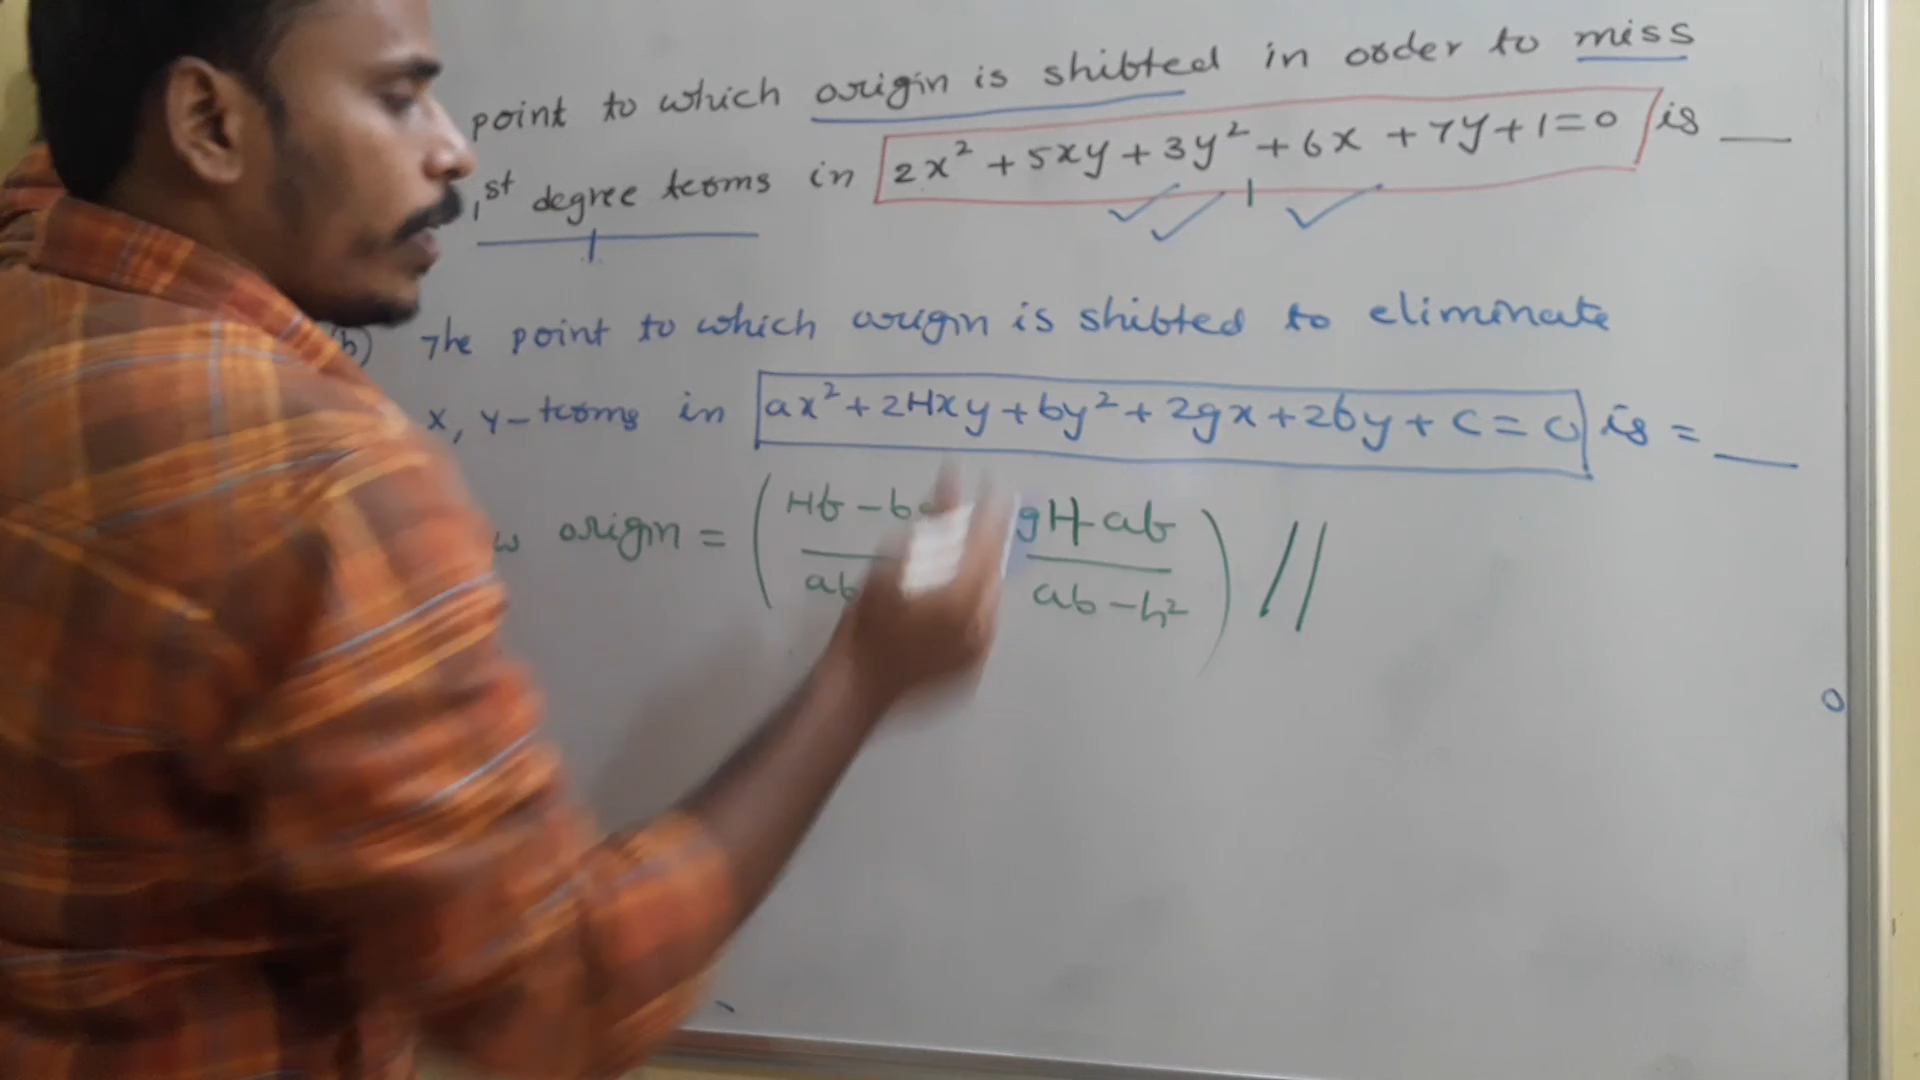 point to which origin is shifted in order to miss
1st degree terms in 2x² + 5xy + 3y² + 6x + 7y + 1 = 0 is __
b) The point to which origin is shifted to eliminate
x, y - terms in ax² + 2Hxy + by² + 2gx + 2fy + c = 0 is = __
origin = ( Hf - b gH - af )
ab ab - h²